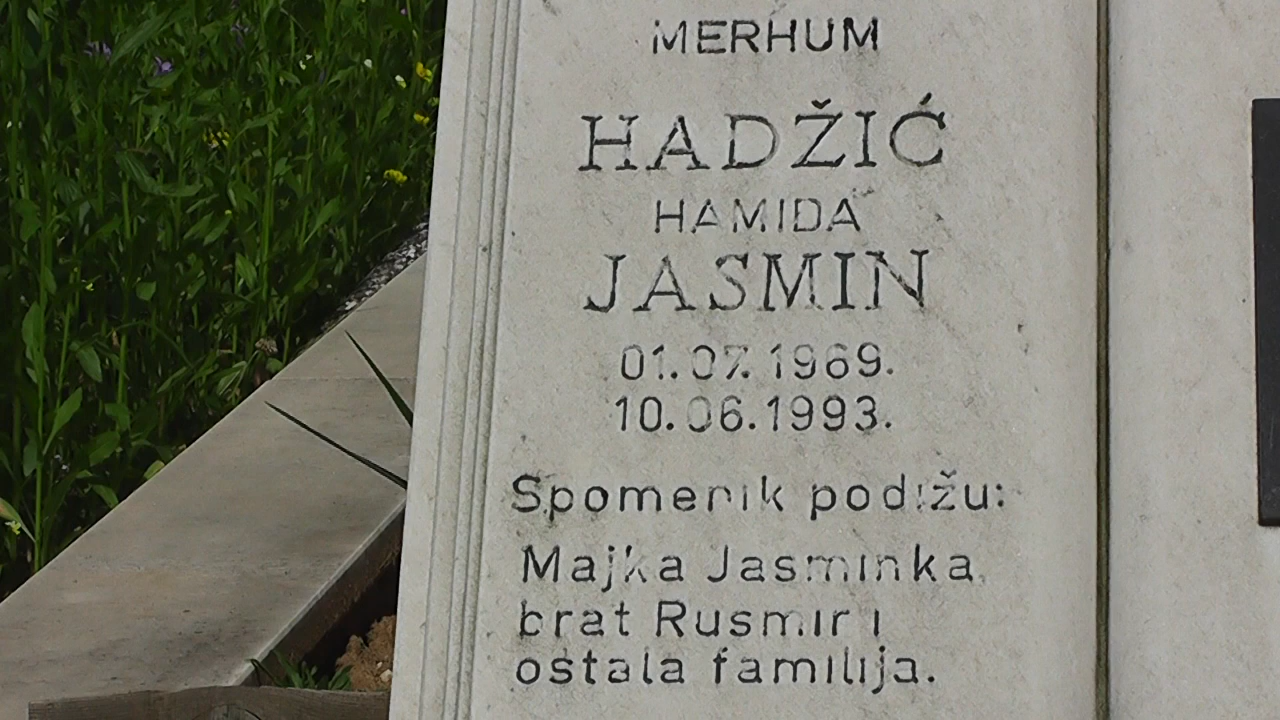 MERHUM
HADŽIĆ
HAMIDA
JASMIN
01.07.1969.
10.06.1993.
Spomenik podižu:
Majka Jasminka,
brat Rusmir i
ostala familija.